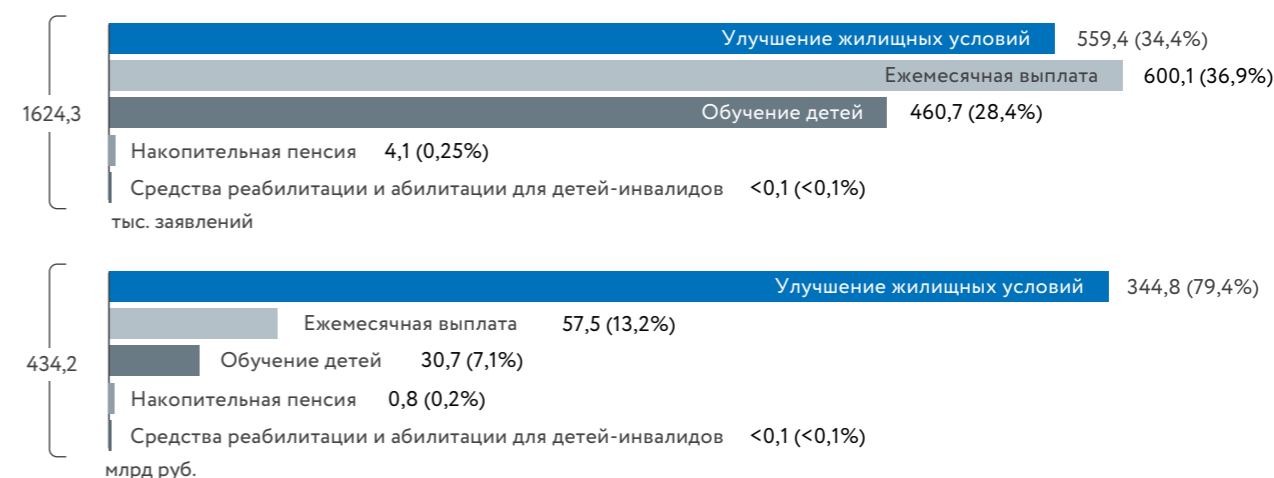 Улучшение жилищных условий 559,4 (34,4%)
Ежемесячная выплата 600,1 (36,9%)
1624,3
Обучение детей 460,7 (28,4%)
Накопительная пенсия 4,1 (0,25%)
Средства реабилитации и абилитации для детей-инвалидов <0,1 (<0,1%)
тыс. заявлений
Улучшение жилищных условий 344,8 (79,4%)
Ежемесячная выплата 57,5 (13,2%)
434,2
Обучение детей 30,7 (7,1%)
Накопительная пенсия 0,8 (0,2%)
Средства реабилитации и абилитации для детей-инвалидов <0,1 (<0,1%)
млрд руб.